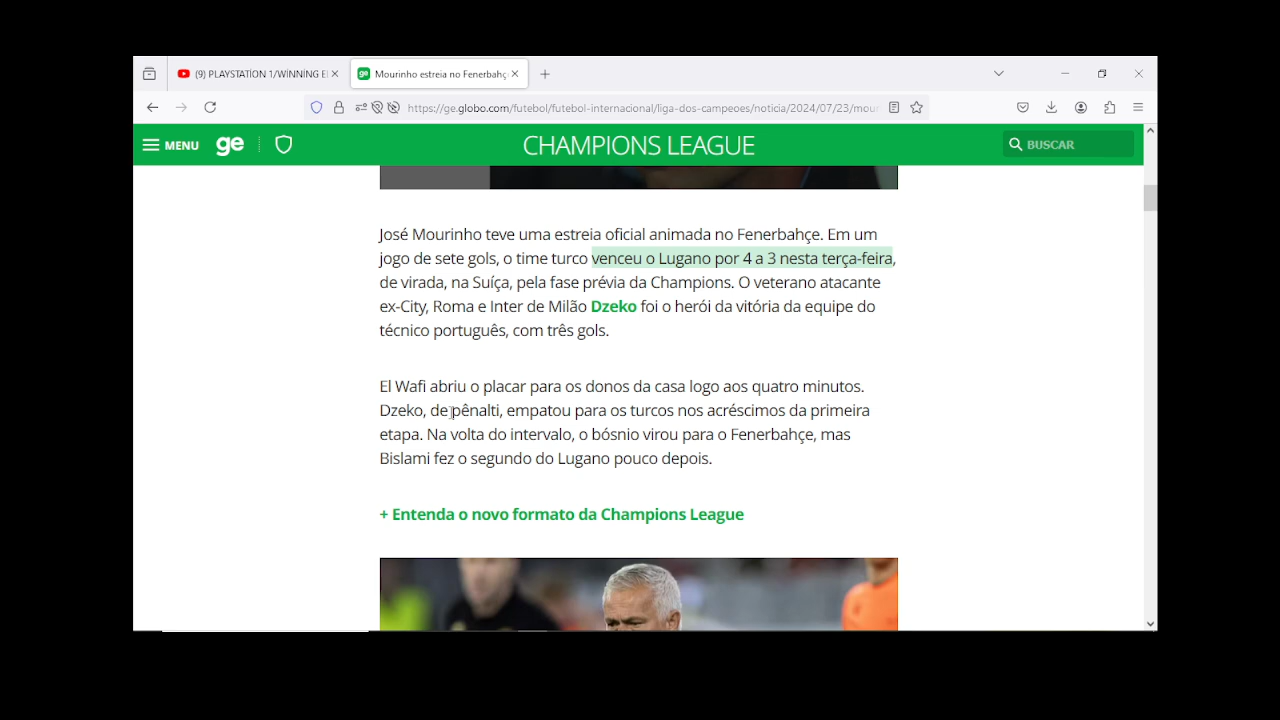 (9) PLAYSTATİON 1/WİNNİNG E
Mourinho estreia no Fenerbahç
https://ge.globo.com/futebol/futebol-internacional/liga-dos-campeoes/noticia/2024/07/23/mour
MENU ge CHAMPIONS LEAGUE BUSCAR
José Mourinho teve uma estreia oficial animada no Fenerbahçe. Em um
jogo de sete gols, o time turco venceu o Lugano por 4 a 3 nesta terça-feira,
de virada, na Suíça, pela fase prévia da Champions. O veterano atacante
ex-City, Roma e Inter de Milão Dzeko foi o herói da vitória da equipe do
técnico português, com três gols.
El Wafi abriu o placar para os donos da casa logo aos quatro minutos.
Dzeko, de pênalti, empatou para os turcos nos acréscimos da primeira
etapa. Na volta do intervalo, o bósnio virou para o Fenerbahçe, mas
Bislami fez o segundo do Lugano pouco depois.
+ Entenda o novo formato da Champions League